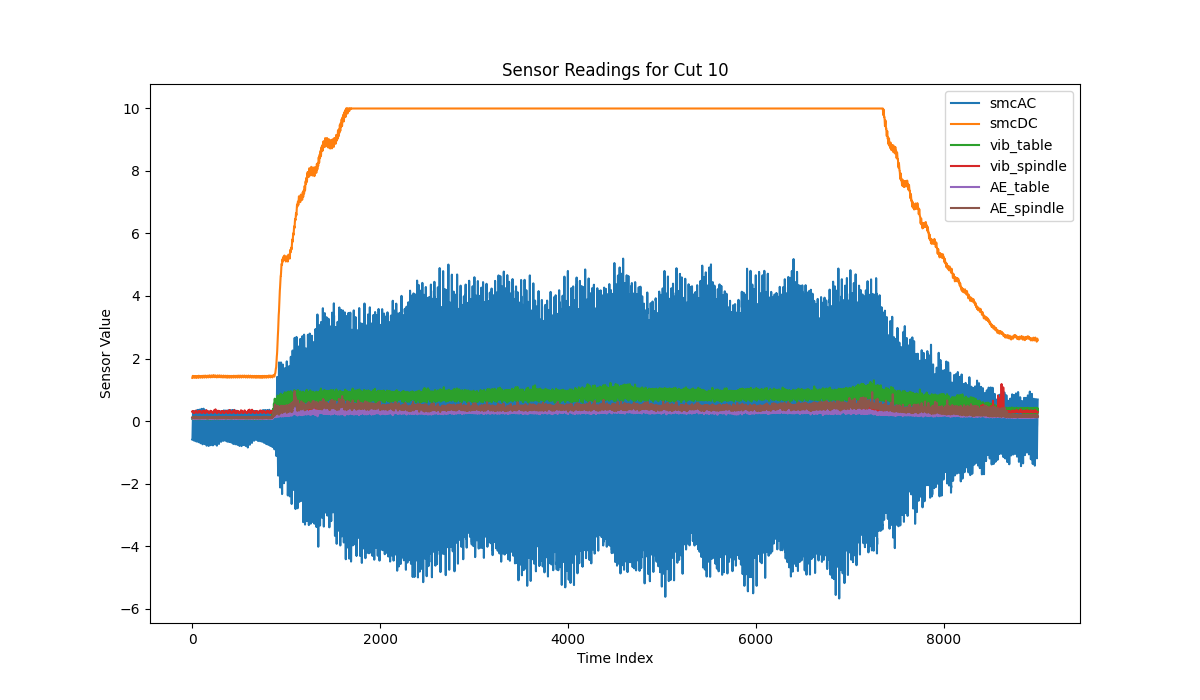 Sensor Readings for Cut 10
smcAC
smcDC
vib_table
vib_spindle
AE_table
AE_spindle
10
8
6
4
2
0
−2
−4
−6
Sensor Value
0 2000 4000 6000 8000
Time Index